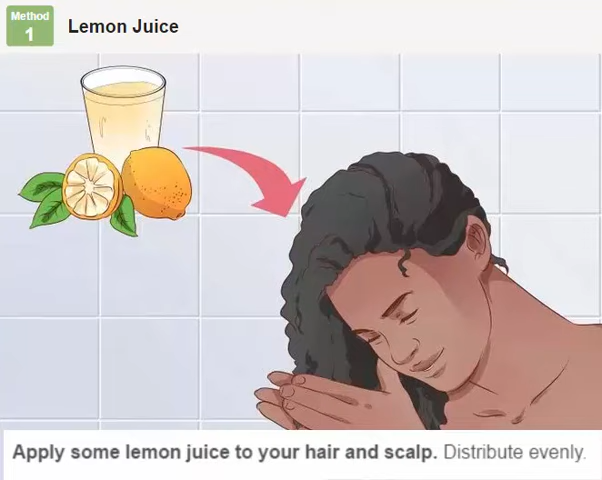 Method
1
Lemon Juice
Apply some lemon juice to your hair and scalp. Distribute evenly.